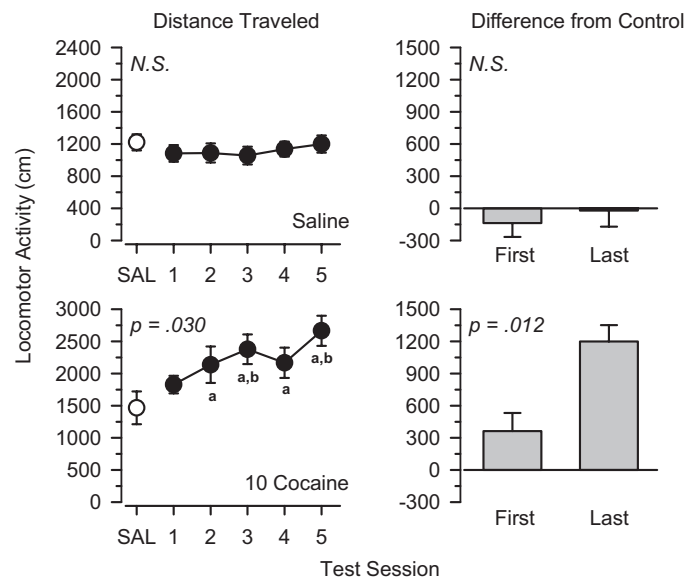 Distance Traveled
Difference from Control
Locomotor Activity (cm)
2400
2000
1600
1200
800
400
0
N.S.
Saline
SAL 1 2 3 4 5
1500
1200
900
600
300
0
-300
N.S.
First Last
3000
2500
2000
1500
1000
500
0
p = .030
a
a,b
a
a,b
10 Cocaine
SAL 1 2 3 4 5
1500
1200
900
600
300
0
-300
p = .012
First Last
Test Session